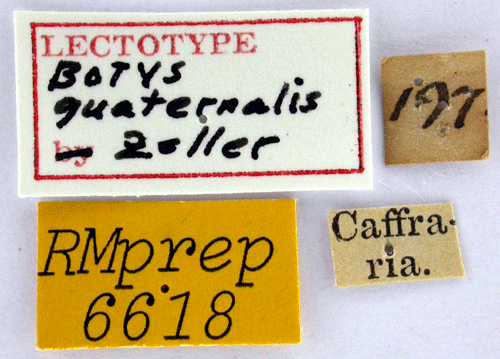 LECTOTYPE
BOTYS
quaternalis
by Zeller
197.
RMprep
6618
Caffra-
ria.